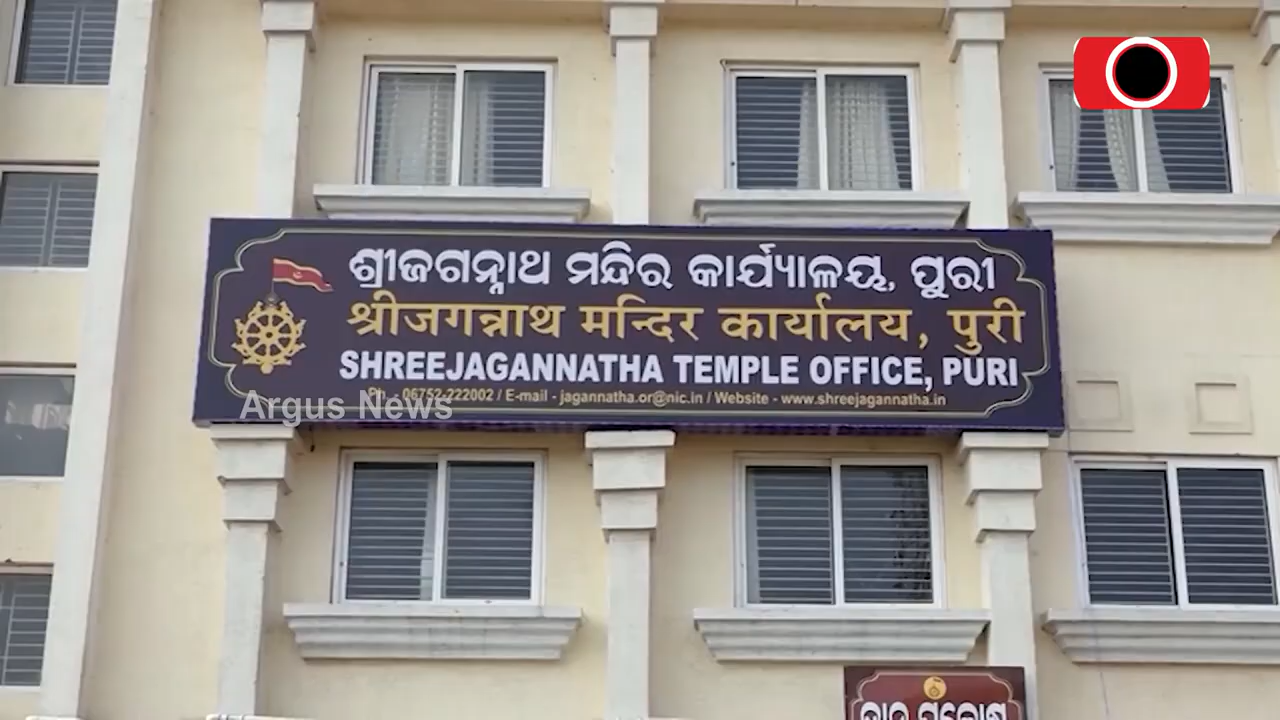 ଶ୍ରୀଜଗନ୍ନାଥ ମନ୍ଦିର କାର୍ଯ୍ୟାଳୟ, ପୁରୀ
श्रीजगन्नाथ मन्दिर कार्यालय, पुरी
SHREEJAGANNATHA TEMPLE OFFICE, PURI
Ph - 06752-222002 / E-mail - jagannatha.or@nic.in / Website - www.shreejagannatha.in
Argus News